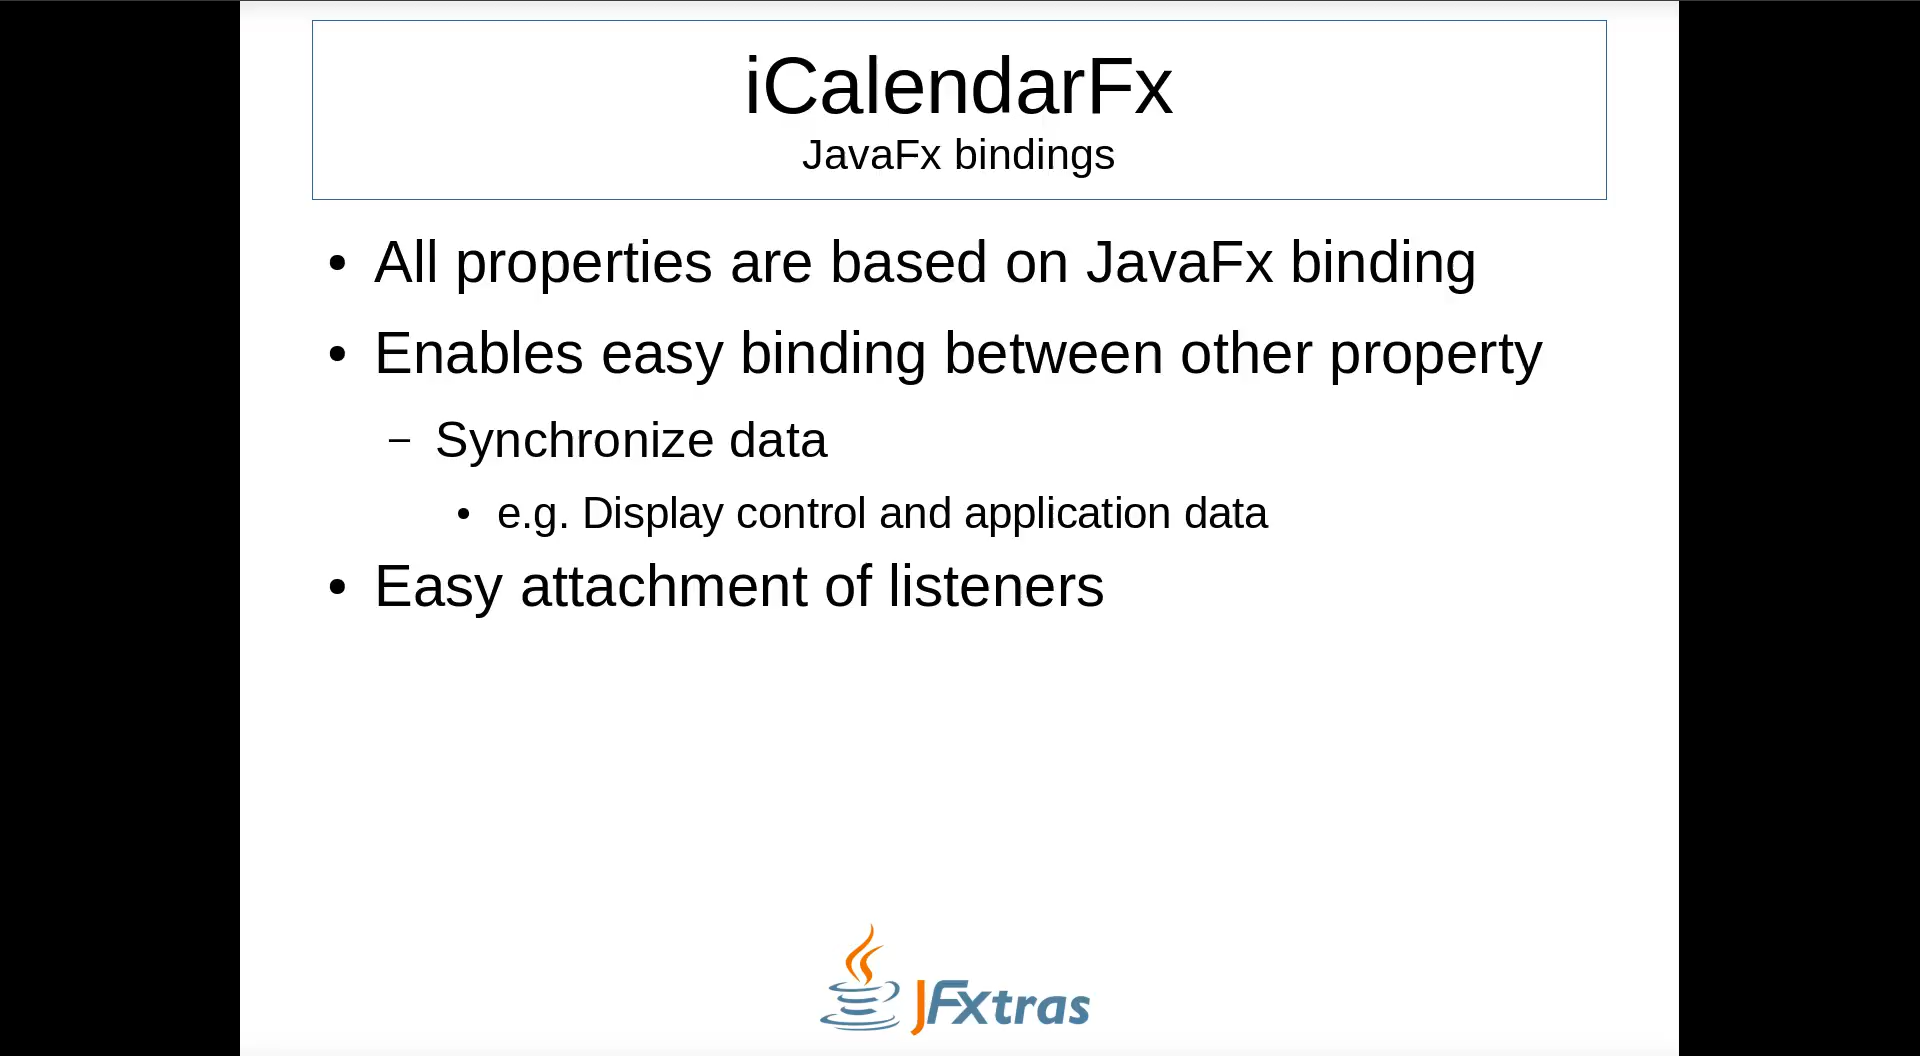 iCalendarFx
JavaFx bindings
• All properties are based on JavaFx binding
• Enables easy binding between other property
– Synchronize data
• e.g. Display control and application data
• Easy attachment of listeners
JFXtras